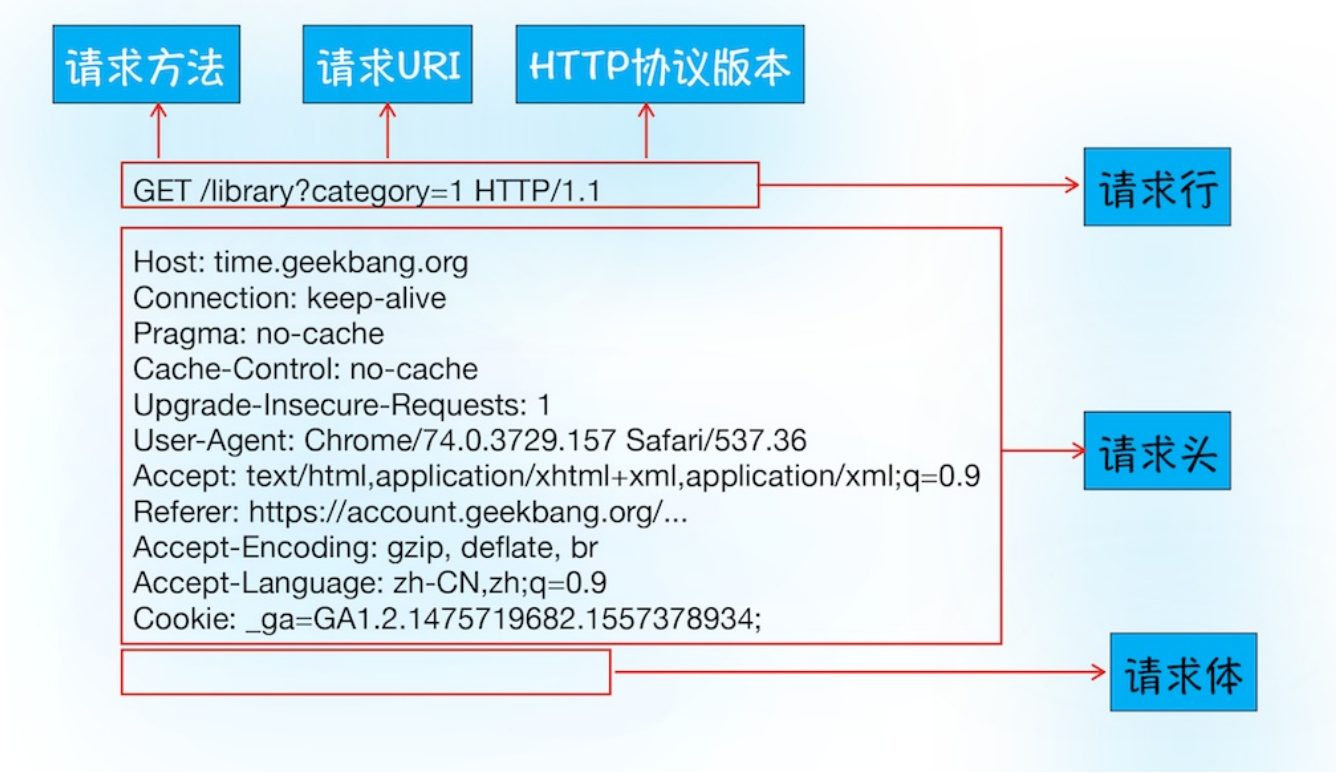 请求方法
请求URI
HTTP协议版本
GET /library?category=1 HTTP/1.1
请求行
Host: time.geekbang.org
Connection: keep-alive
Pragma: no-cache
Cache-Control: no-cache
Upgrade-Insecure-Requests: 1
User-Agent: Chrome/74.0.3729.157 Safari/537.36
Accept: text/html,application/xhtml+xml,application/xml;q=0.9
Referer: https://account.geekbang.org/...
Accept-Encoding: gzip, deflate, br
Accept-Language: zh-CN,zh;q=0.9
Cookie: _ga=GA1.2.1475719682.1557378934;
请求头
请求体